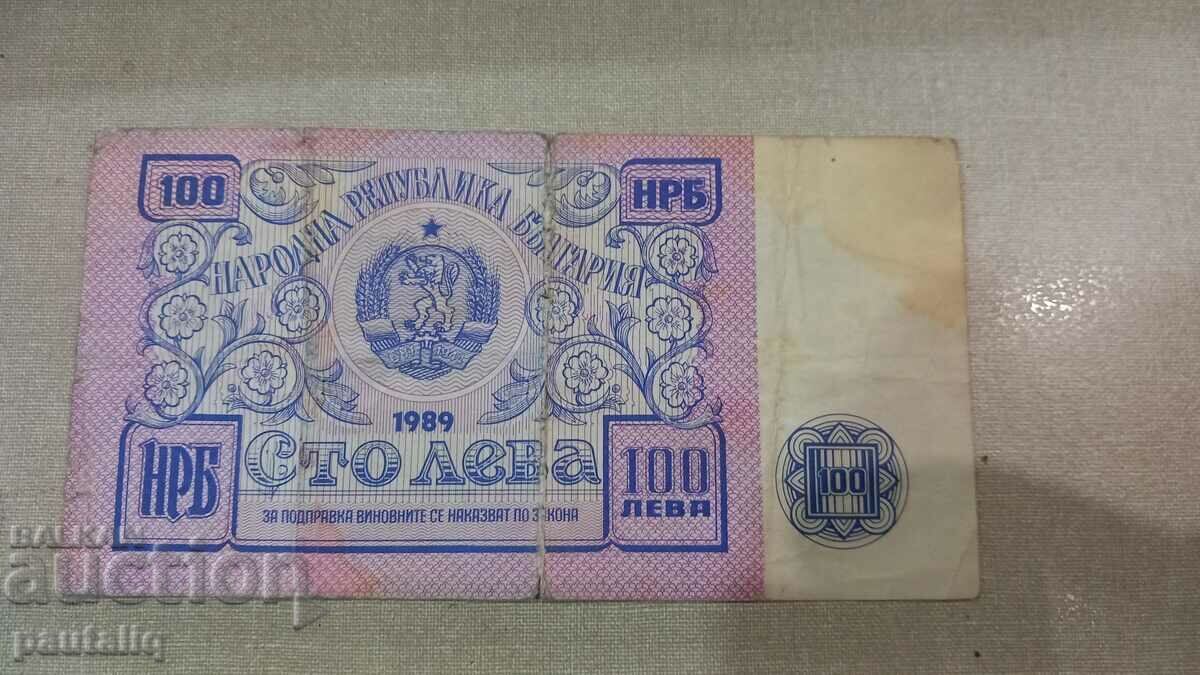 100
НРБ
НАРОДНА РЕПУБЛИКА БЪЛГАРИЯ
1989
НРБ
СТО ЛЕВА
100
ЛЕВА
ЗА ПОДПРАВКА ВИНОВНИТЕ СЕ НАКАЗВАТ ПО ЗАКОНА
100
BALKAN
auction
pautaliq